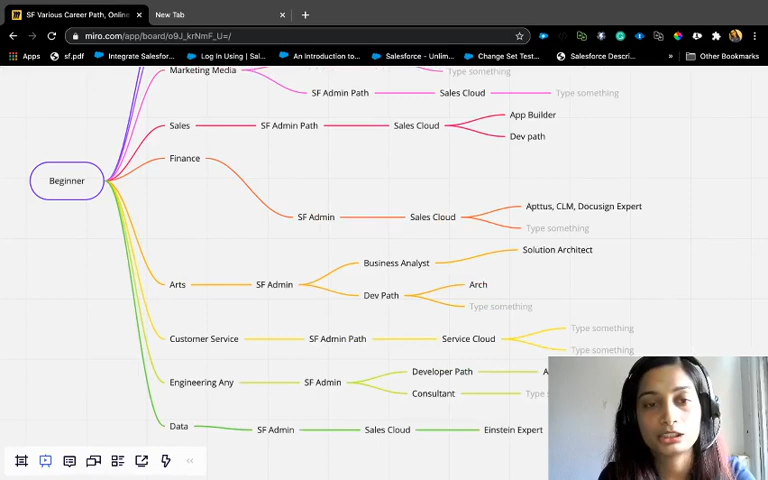 SF Various Career Path, Online
New Tab
miro.com/app/board/o9J_krNmF_U=/
Apps
sf.pdf
Integrate Salesfor...
Log In Using | Sal...
An Introduction to...
Salesforce - Unlim...
Change Set Test...
Salesforce Descri...
»
Other Bookmarks
Marketing Media
Type something
SF Admin Path
Sales Cloud
Type something
Sales
SF Admin Path
Sales Cloud
App Builder
Dev path
Finance
Beginner
SF Admin
Sales Cloud
Apttus, CLM, Docusign Expert
Type something
Arts
SF Admin
Business Analyst
Solution Architect
Dev Path
Arch
Type something
Customer Service
SF Admin Path
Service Cloud
Type something
Type something
Engineering Any
SF Admin
Developer Path
A
Consultant
Type s
Data
SF Admin
Sales Cloud
Einstein Expert